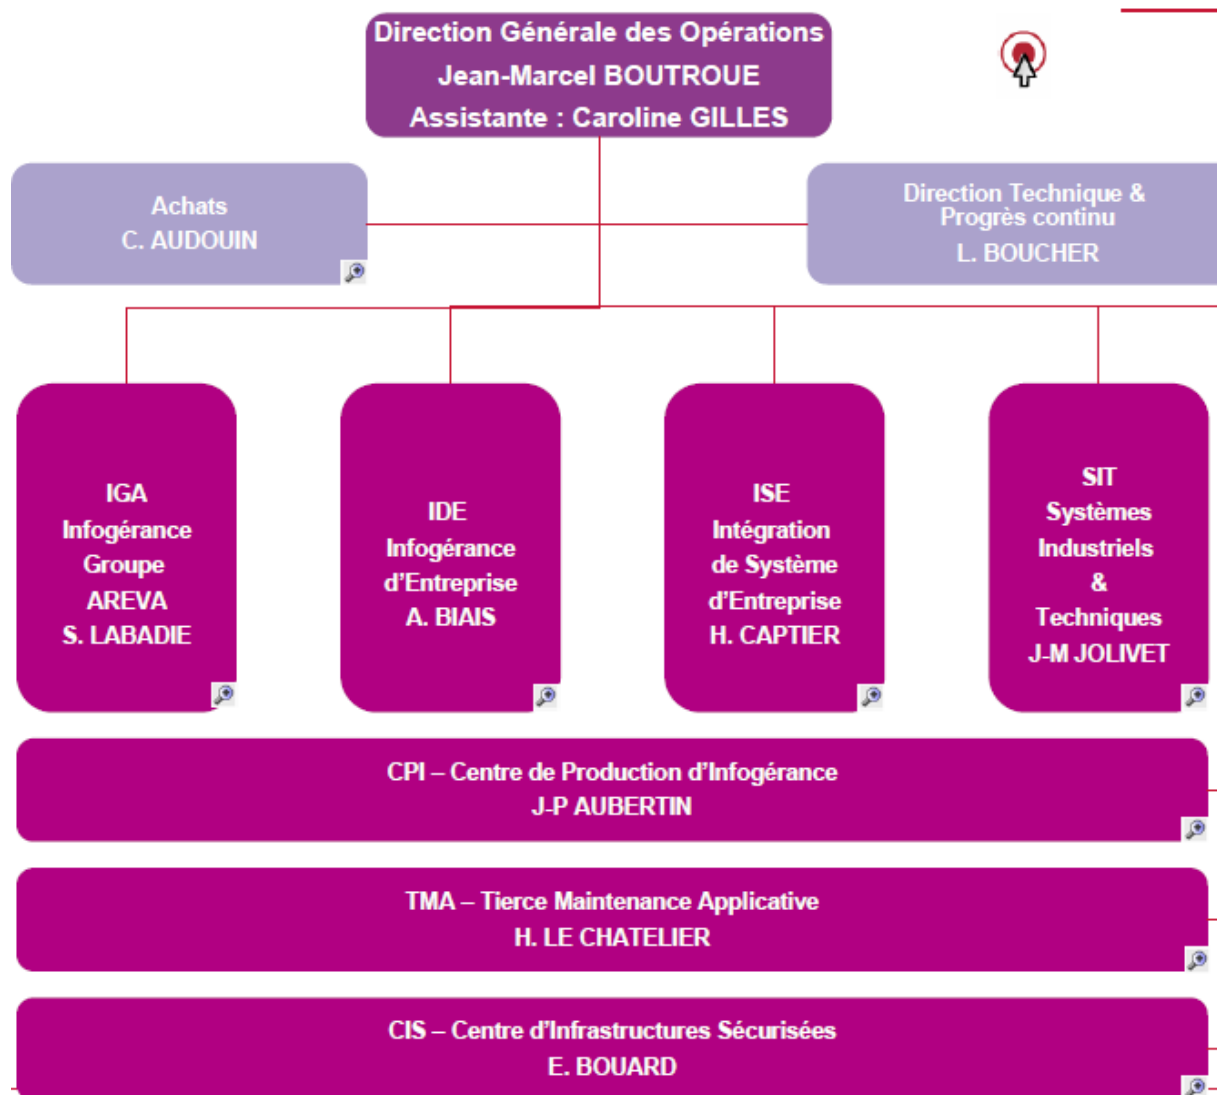 Direction Générale des Opérations
Jean-Marcel BOUTROUE
Assistante : Caroline GILLES
Achats
C. AUDOUIN
Direction Technique &
Progrès continu
L. BOUCHER
IGA
Infogérance
Groupe
AREVA
S. LABADIE
IDE
Infogérance
d’Entreprise
A. BIAIS
ISE
Intégration
de Système
d’Entreprise
H. CAPTIER
SIT
Systèmes
Industriels
&
Techniques
J-M JOLIVET
CPI – Centre de Production d’Infogérance
J-P AUBERTIN
TMA – Tierce Maintenance Applicative
H. LE CHATELIER
CIS – Centre d’Infrastructures Sécurisées
E. BOUARD